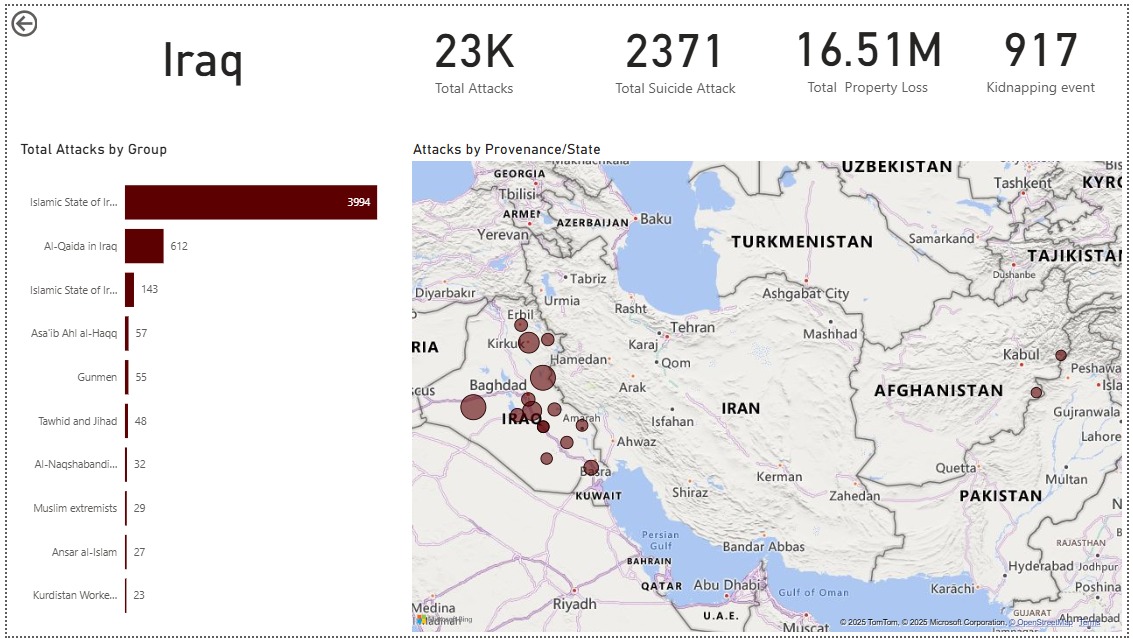 Iraq
23K
Total Attacks
2371
Total Suicide Attack
16.51M
Total Property Loss
917
Kidnapping event
Total Attacks by Group
Islamic State of Ir...
3994
Al-Qaida in Iraq
612
Islamic State of Ir...
143
Asa'ib Ahl al-Haqq
57
Gunmen
55
Tawhid and Jihad
48
Al-Naqshabandi...
32
Muslim extremists
29
Ansar al-Islam
27
Kurdistan Worke...
23
Attacks by Provenance/State
Makhachkala
UZBEKISTAN
Bis
GEORGIA
Tashkent
KYRG
Tbilisi
ARMEN
AZERBAIJAN
Baku
Yerevan
TURKMENISTAN
Samarkand
TAJIKISTAN
Dushanbe
Tabriz
Diyarbakır
Urmia
Ashgabat City
Rasht
Erbil
Tehran
Mashhad
Kirkuk
Karaj
RIA
Hamedan
Qom
Kabul
Peshawa
Baghdad
Arak
AFGHANISTAN
Isla
cus
IRAQ
Amarah
Isfahan
IRAN
Gujranwala
Ahwaz
Lahore
Basra
Kerman
Quetta
Multan
KUWAIT
Shiraz
Zahedan
PAKISTAN
N
Persian
Gulf
Bandar Abbas
RAJASTHAN
BAHRAIN
Hyderabad
Jodhpur
QATAR
Abu Dhabi
Gulf of Oman
Karāchi
Poshina
Medina
Riyadh
U.A.E.
GUJARAT
Ahmedabad
Muscat
© 2025 TomTom, © 2025 Microsoft Corporation, © OpenStreetMap Terms